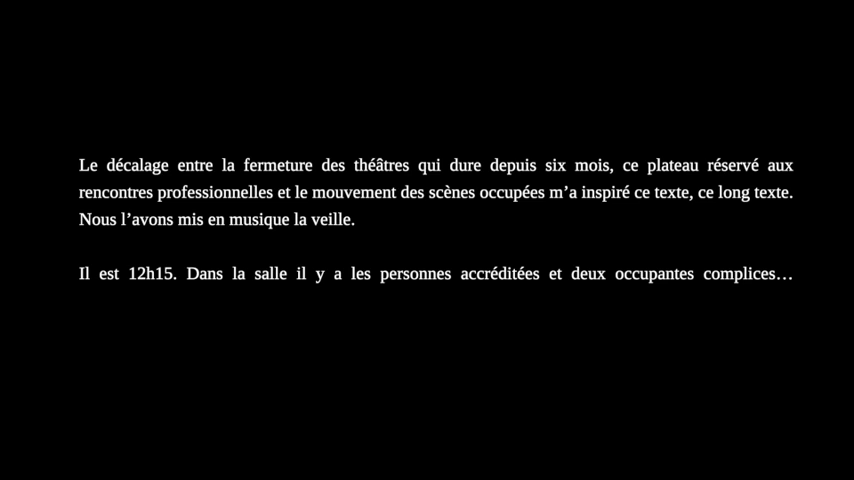 Le décalage entre la fermeture des théâtres qui dure depuis six mois, ce plateau réservé aux
rencontres professionnelles et le mouvement des scènes occupées m’a inspiré ce texte, ce long texte.
Nous l’avons mis en musique la veille.
Il est 12h15. Dans la salle il y a les personnes accréditées et deux occupantes complices…